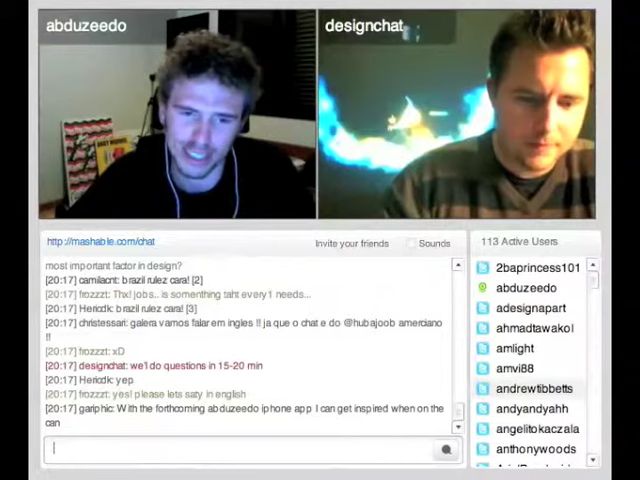 abduzeedo
designchat
http://mashable.com/chat
Invite your friends
Sounds
113 Active Users
most important factor in design?
[20:17] camilacnt: brazil rulez cara! [2]
[20:17] frozzzt: Thx! jobs.. is somenthing taht every1 needs...
[20:17] Hericdk: brazil rulez cara! [3]
[20:17] christessari: galera vamos falar em ingles !! ja que o chat e do @hubajoob amerciano
!!
[20:17] frozzzt: xD
[20:17] designchat: we'l do questions in 15-20 min
[20:17] Hericdk: yep
[20:17] frozzzt: yes! please lets saty in english
[20:17] gariphic: With the forthcoming abduzeedo iphone app I can get inspired when on the
can
2baprincess101
abduzeedo
adesignapart
ahmadtawakol
amlight
amvi88
andrewtibbetts
andyandyahh
angelitokaczala
anthonywoods